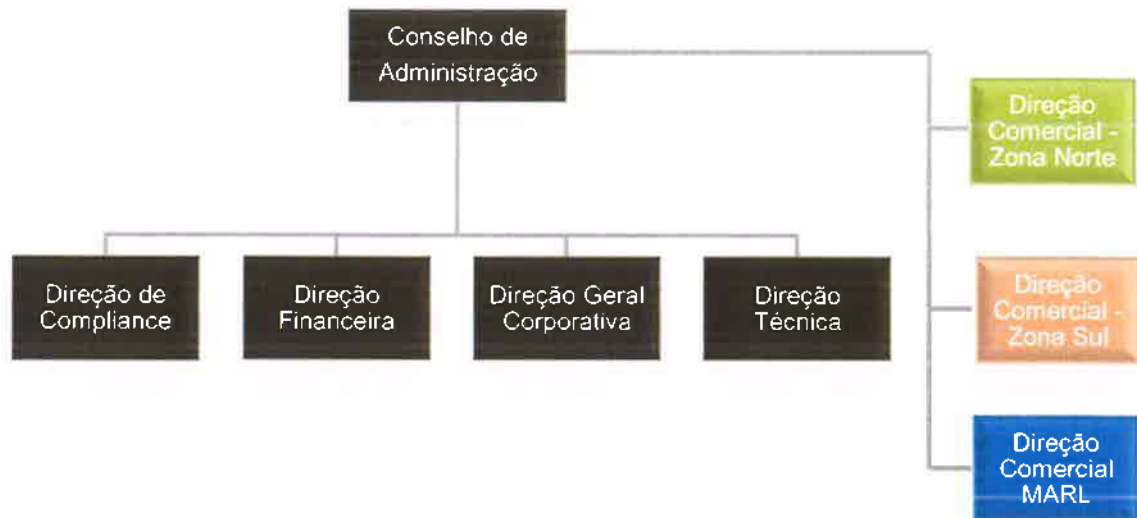 Conselho de
Administração
Direção
Comercial -
Zona Norte
Direção de
Compliance
Direção
Financeira
Direção Geral
Corporativa
Direção
Técnica
Direção
Comercial -
Zona Sul
Direção
Comercial
MARL